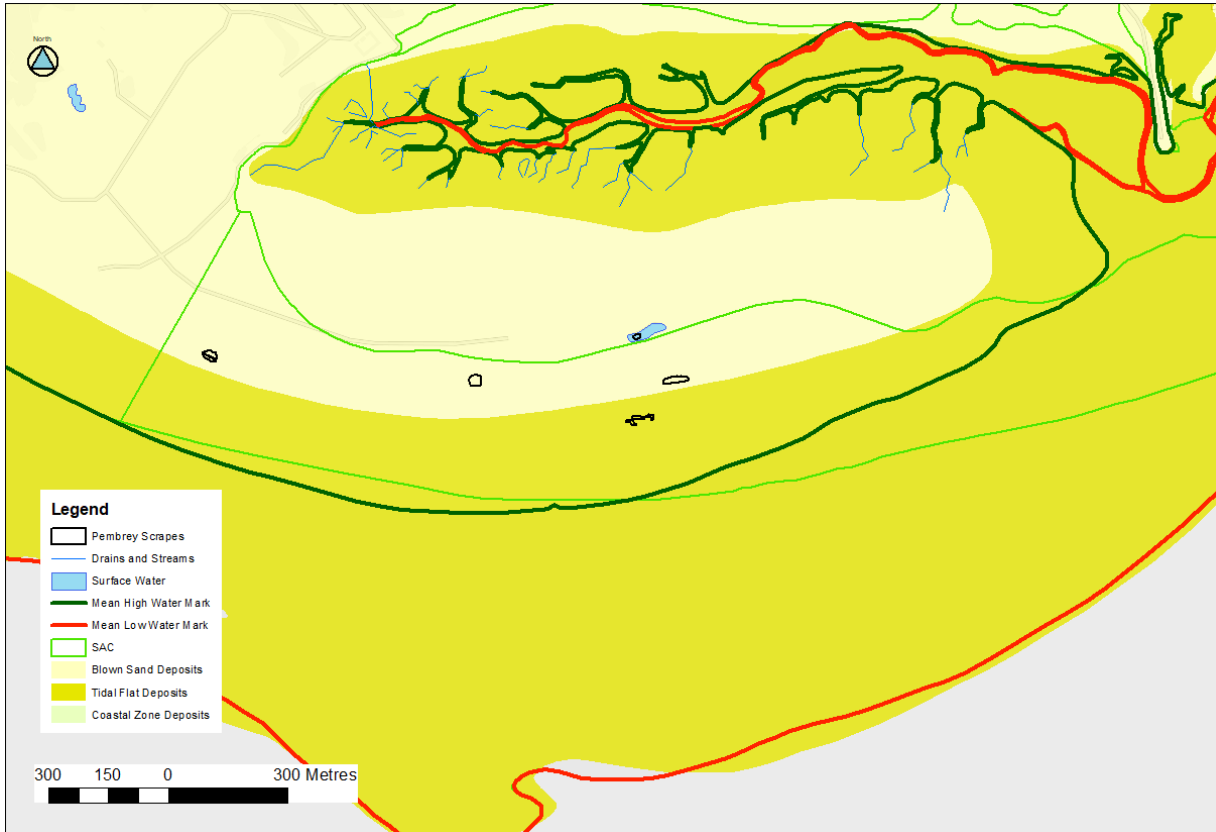 North
Legend
Pembrey Scrapes
Drains and Streams
Surface Water
Mean High Water Mark
Mean Low Water Mark
SAC
Blown Sand Deposits
Tidal Flat Deposits
Coastal Zone Deposits
300 150 0 300 Metres